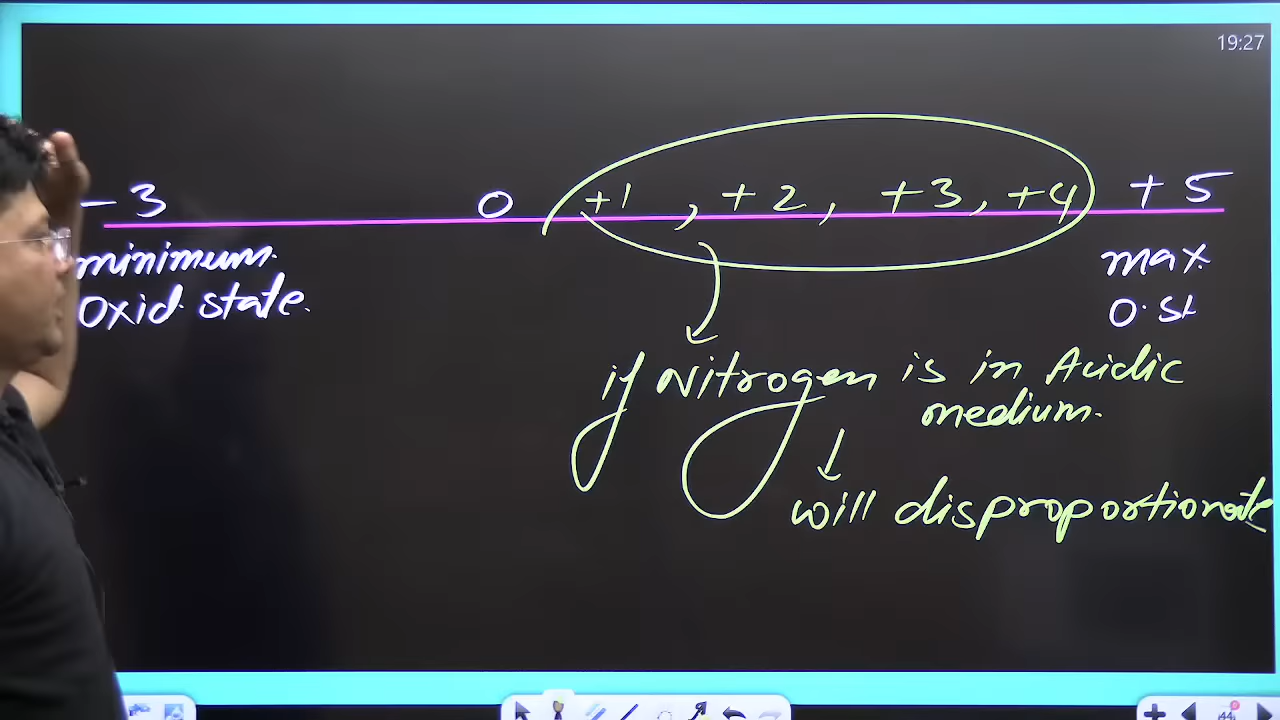 19:27
-3 0 +1, +2, +3, +4 +5
minimum.
Oxid. state.
max.
O.St
if Nitrogen is in Acidic
medium.
will disproportionate
44